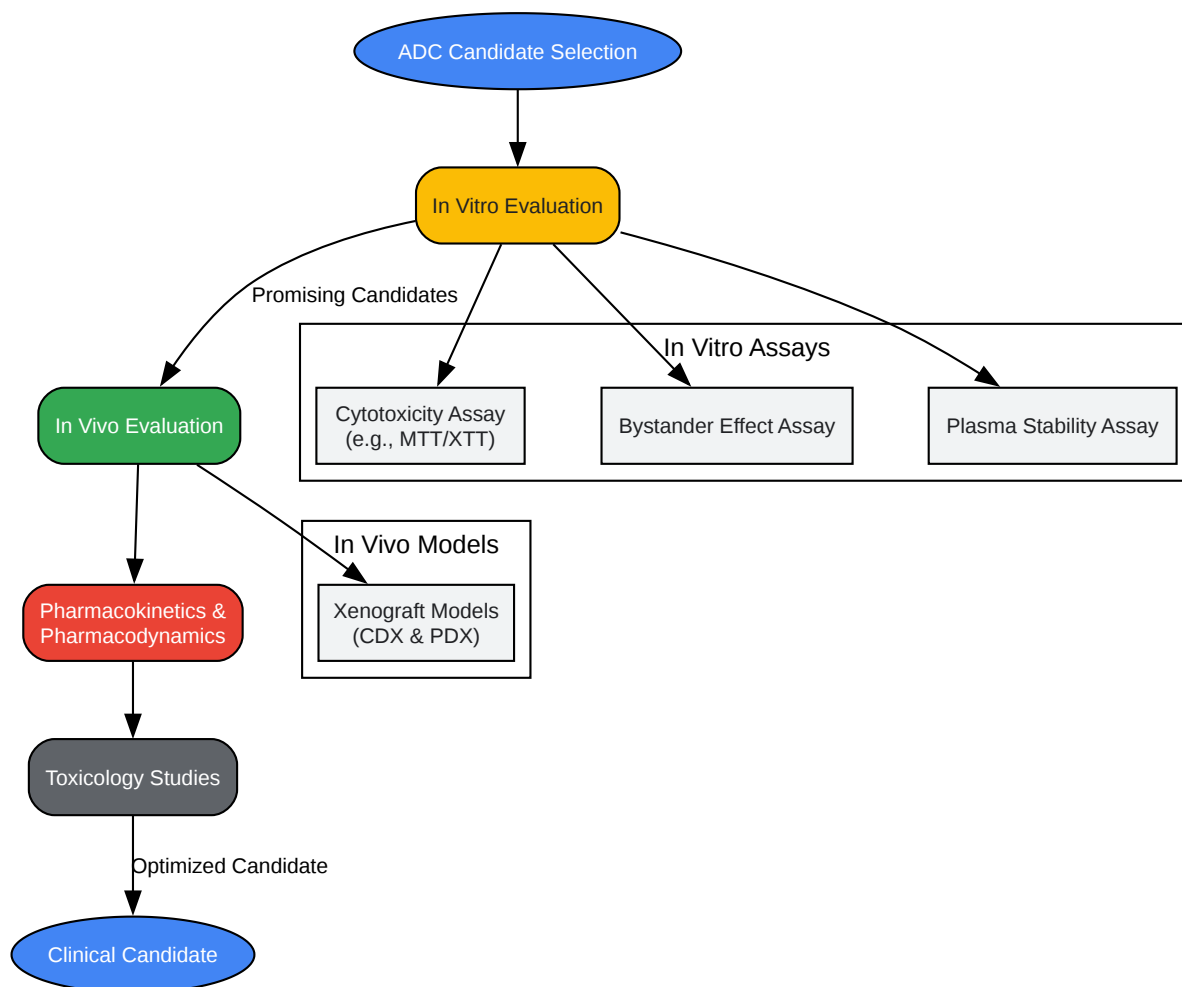 ADC Candidate Selection
In Vitro Evaluation
Promising Candidates
In Vitro Assays
Cytotoxicity Assay
(e.g., MTT/XTT)
Bystander Effect Assay
Plasma Stability Assay
In Vivo Evaluation
In Vivo Models
Xenograft Models
(CDX & PDX)
Pharmacokinetics &
Pharmacodynamics
Toxicology Studies
Optimized Candidate
Clinical Candidate